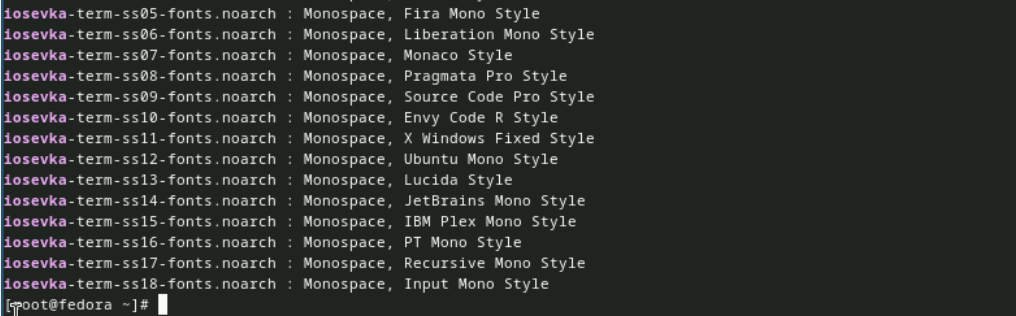 iosevka-term-ss05-fonts.noarch : Monospace, Fira Mono Style
iosevka-term-ss06-fonts.noarch : Monospace, Liberation Mono Style
iosevka-term-ss07-fonts.noarch : Monospace, Monaco Style
iosevka-term-ss08-fonts.noarch : Monospace, Pragmata Pro Style
iosevka-term-ss09-fonts.noarch : Monospace, Source Code Pro Style
iosevka-term-ss10-fonts.noarch : Monospace, Envy Code R Style
iosevka-term-ss11-fonts.noarch : Monospace, X Windows Fixed Style
iosevka-term-ss12-fonts.noarch : Monospace, Ubuntu Mono Style
iosevka-term-ss13-fonts.noarch : Monospace, Lucida Style
iosevka-term-ss14-fonts.noarch : Monospace, JetBrains Mono Style
iosevka-term-ss15-fonts.noarch : Monospace, IBM Plex Mono Style
iosevka-term-ss16-fonts.noarch : Monospace, PT Mono Style
iosevka-term-ss17-fonts.noarch : Monospace, Recursive Mono Style
iosevka-term-ss18-fonts.noarch : Monospace, Input Mono Style
[root@fedora ~]#